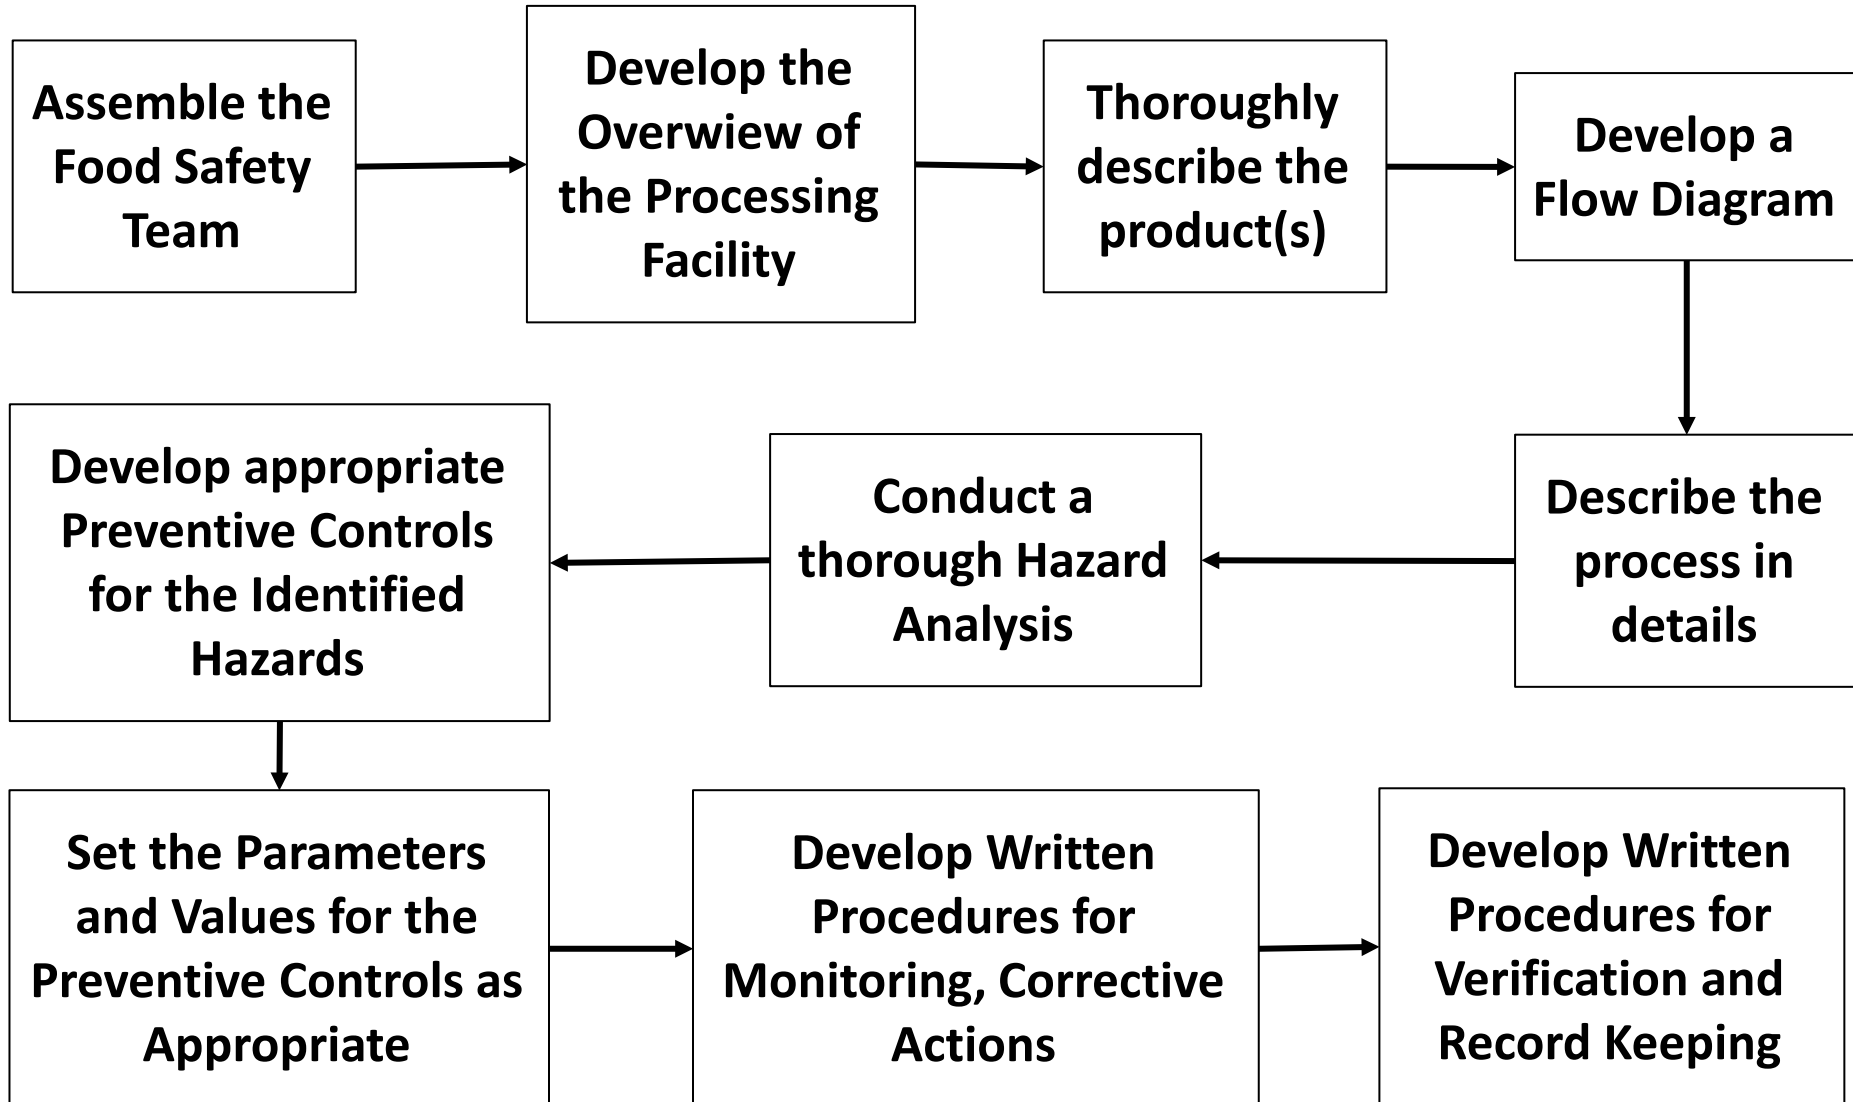 Assemble the
Food Safety
Team
Develop the
Overwiew of
the Processing
Facility
Thoroughly
describe the
product(s)
Develop a
Flow Diagram
Describe the
process in
details
Conduct a
thorough Hazard
Analysis
Develop appropriate
Preventive Controls
for the Identified
Hazards
Set the Parameters
and Values for the
Preventive Controls as
Appropriate
Develop Written
Procedures for
Monitoring, Corrective
Actions
Develop Written
Procedures for
Verification and
Record Keeping